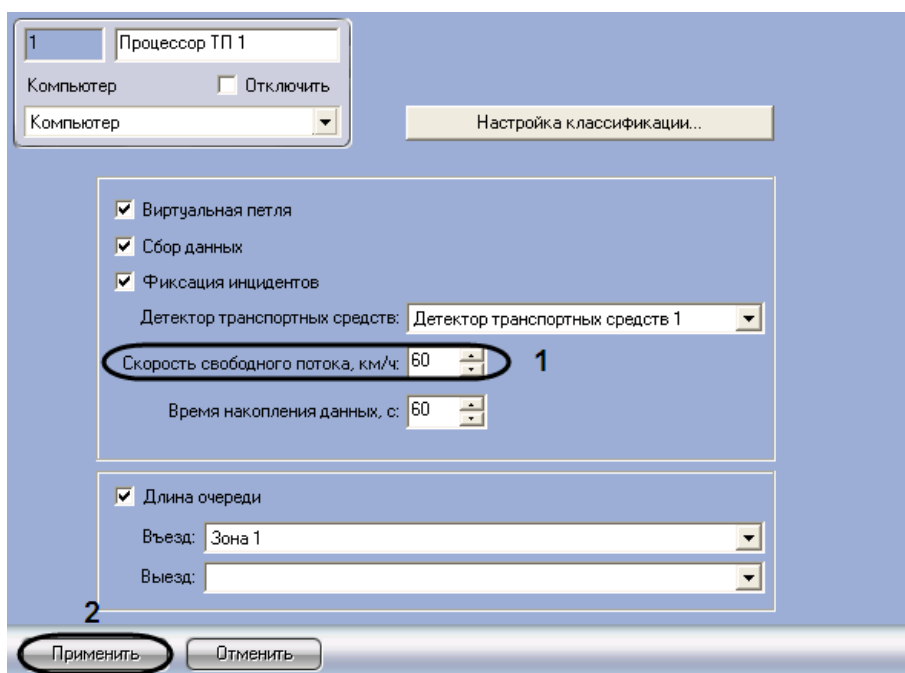 1 Процессор ТП 1
Компьютер Отключить
Компьютер
Настройка классификации...
Виртуальная петля
Сбор данных
Фиксация инцидентов
Детектор транспортных средств: Детектор транспортных средств 1
Скорость свободного потока, км/ч: 60 1
Время накопления данных, с: 60
Длина очереди
Въезд: Зона 1
Выезд:
2
Применить Отменить